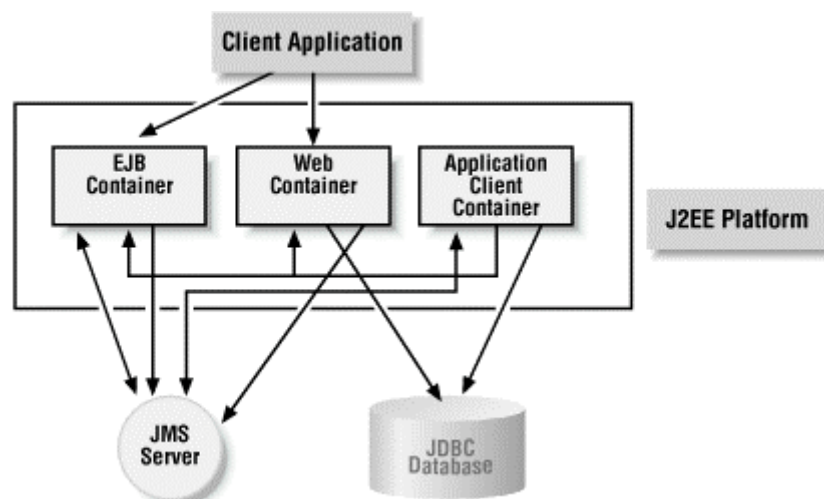 Client Application
EJB
Container
Web
Container
Application
Client
Container
J2EE Platform
JMS
Server
JDBC
Database